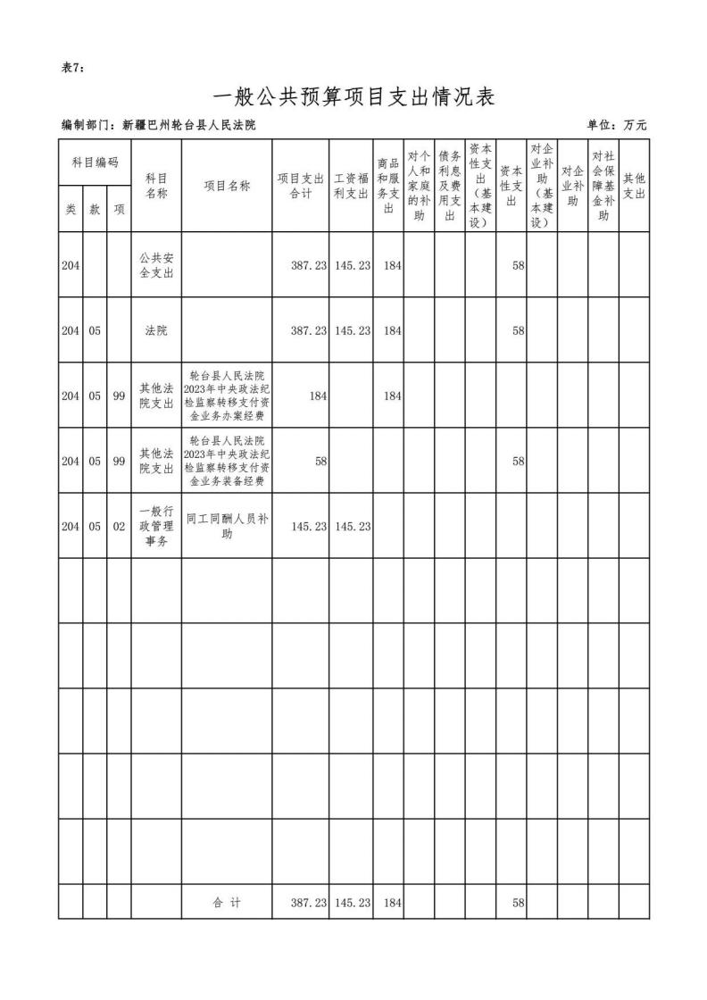 表7：
一般公共预算项目支出情况表
编制部门：新疆巴州轮台县人民法院 单位：万元
科目编码 科目名称 项目名称 项目支出合计 工资福利支出 商品和服务支出 对个人和家庭的补助 债务利息及费用支出 资本性支出（基本建设） 资本性支出 对企业补助（基本建设） 对企业补助 对社会保障基金补助 其他支出
类 款 项
204 公共安全支出 387.23 145.23 184 58
204 05 法院 387.23 145.23 184 58
204 05 99 其他法院支出 轮台县人民法院2023年中央政法纪检监察转移支付资金业务办案经费 184 184
204 05 99 其他法院支出 轮台县人民法院2023年中央政法纪检监察转移支付资金业务装备经费 58 58
204 05 02 一般行政管理事务 同工同酬人员补助 145.23 145.23
合 计 387.23 145.23 184 58